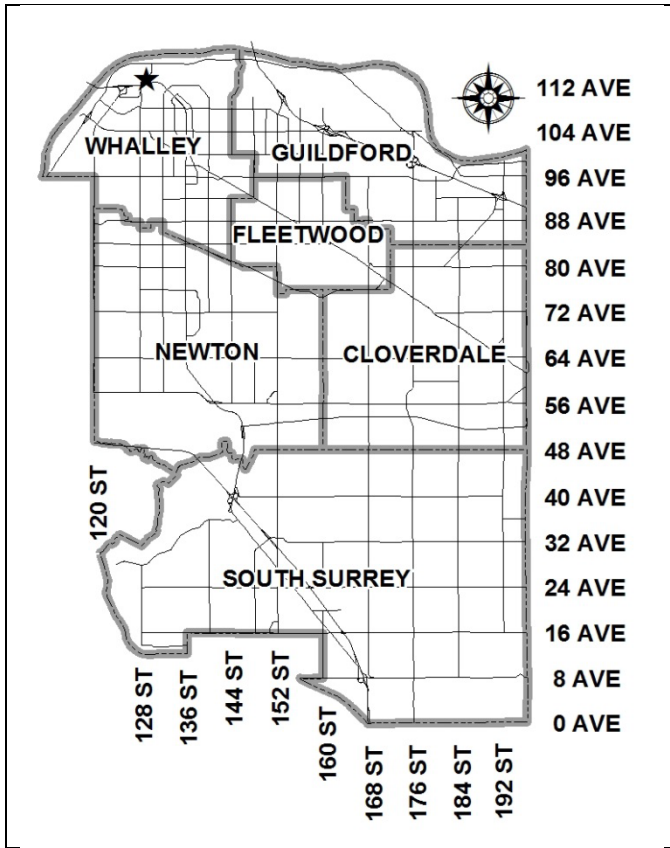 112 AVE
104 AVE
WHALLEY
GUILDFORD
96 AVE
88 AVE
FLEETWOOD
80 AVE
72 AVE
NEWTON
CLOVERDALE
64 AVE
56 AVE
48 AVE
40 AVE
120 ST
32 AVE
SOUTH SURREY
24 AVE
16 AVE
8 AVE
0 AVE
128 ST
136 ST
144 ST
152 ST
160 ST
168 ST
176 ST
184 ST
192 ST